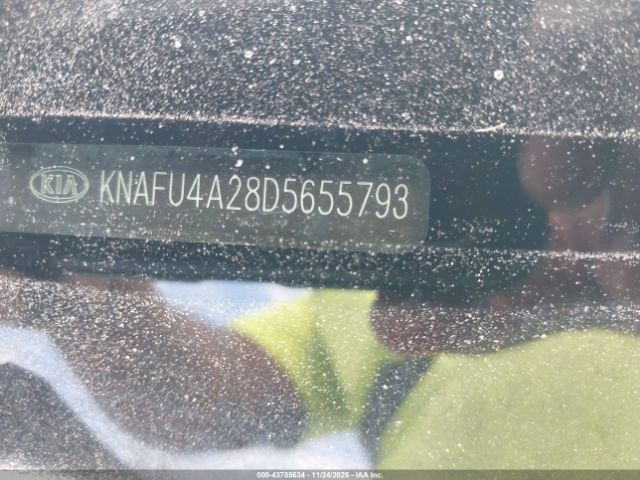 KIA KNAFU4A28D5655793
000-43785634 - 11/24/2025 - IAA Inc.